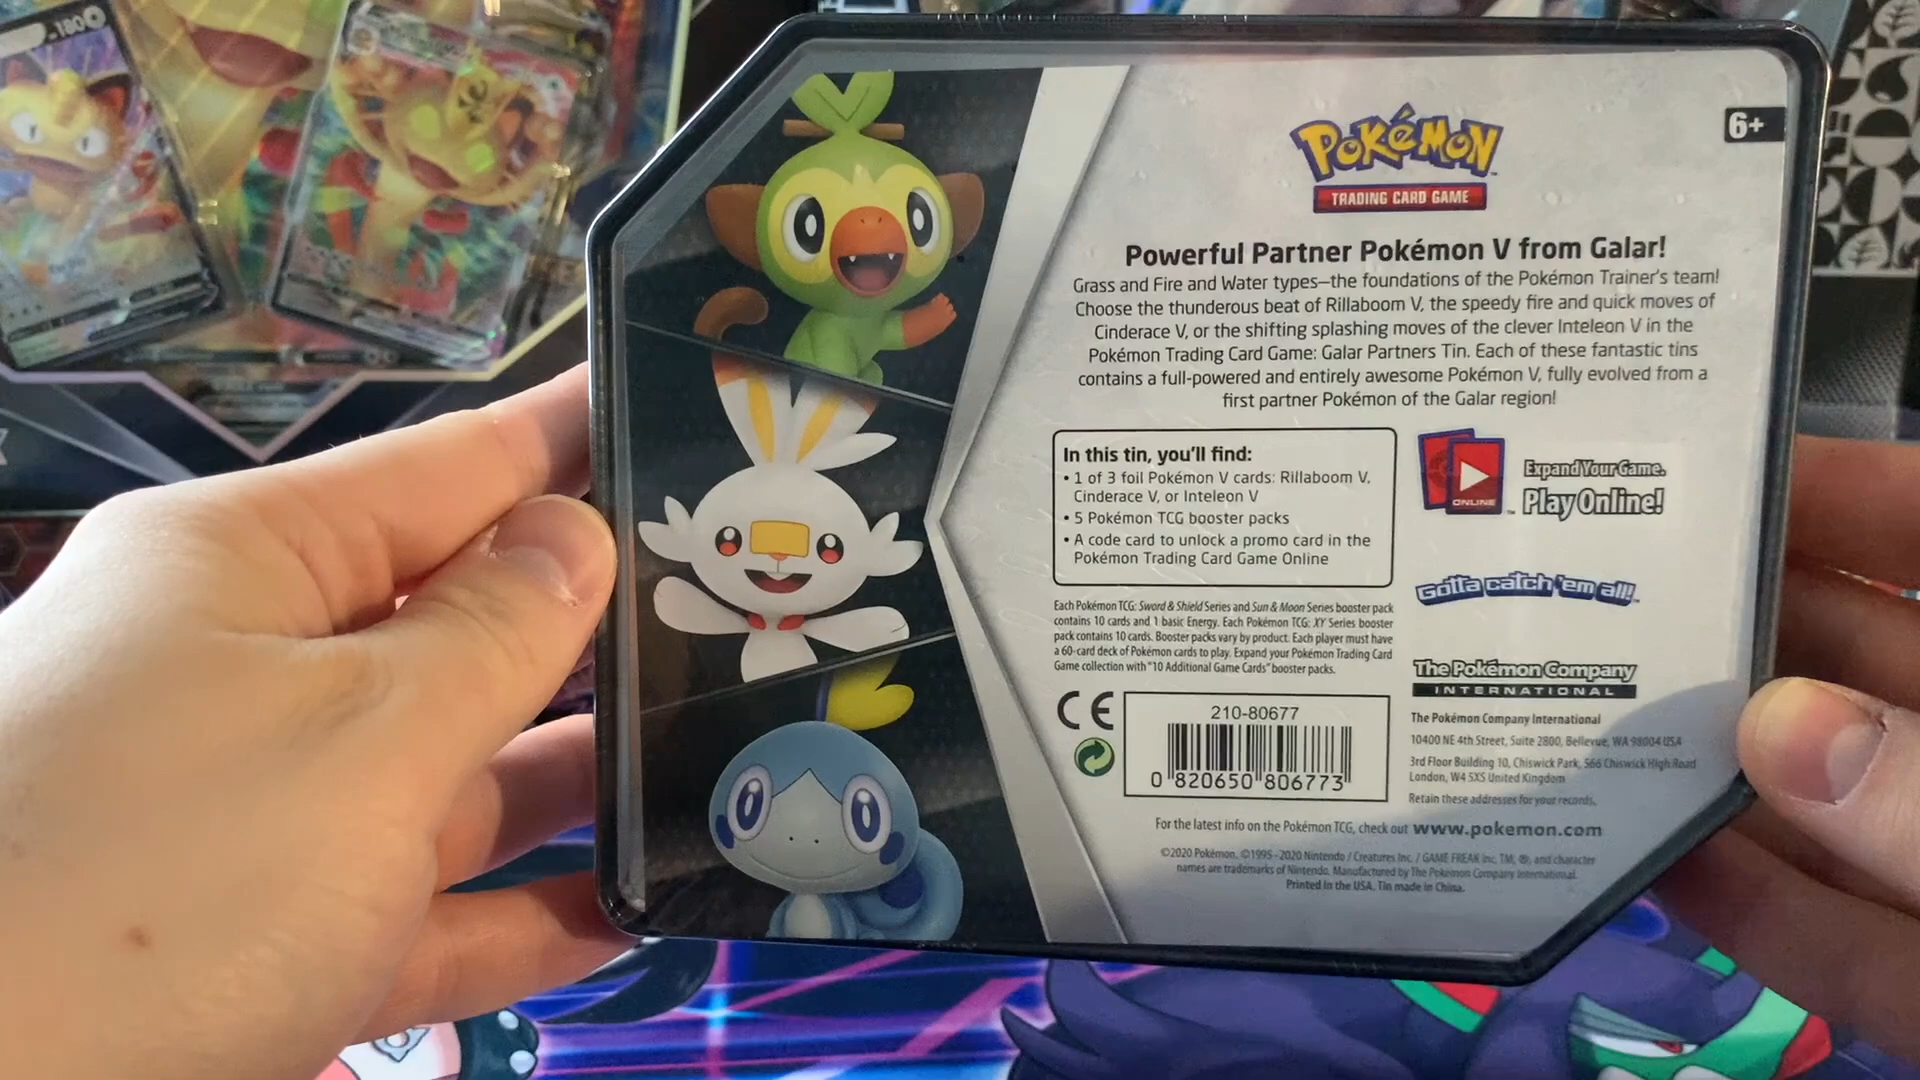 180
6+
POKéMON
TRADING CARD GAME
Powerful Partner Pokémon V from Galar!
Grass and Fire and Water types—the foundations of the Pokémon Trainer's team!
Choose the thunderous beat of Rillaboom V, the speedy fire and quick moves of
Cinderace V, or the shifting splashing moves of the clever Inteleon V in the
Pokémon Trading Card Game: Galar Partners Tin. Each of these fantastic tins
contains a full-powered and entirely awesome Pokémon V, fully evolved from a
first partner Pokémon of the Galar region!
In this tin, you'll find:
• 1 of 3 foil Pokémon V cards: Rillaboom V,
Cinderace V, or Inteleon V
• 5 Pokémon TCG booster packs
• A code card to unlock a promo card in the
Pokémon Trading Card Game Online
ONLINE
Expand Your Game.
Play Online!
Gotta catch 'em all!
Each Pokémon TCG: Sword & Shield Series and Sun & Moon Series booster pack
contains 10 cards and 1 basic Energy. Each Pokémon TCG: XY Series booster
pack contains 10 cards. Booster packs vary by product. Each player must have
a 60-card deck of Pokémon cards to play. Expand your Pokémon Trading Card
Game collection with "10 Additional Game Cards" booster packs.
CE
210-80677
0 820650 806773
The Pokémon Company
INTERNATIONAL
The Pokémon Company International
10400 NE 4th Street, Suite 2800, Bellevue, WA 98004 USA
3rd Floor Building 10, Chiswick Park, 566 Chiswick High Road
London, W4 5XS United Kingdom
Retain these addresses for your records.
For the latest info on the Pokémon TCG, check out www.pokemon.com
©2020 Pokémon. ©1995–2020 Nintendo / Creatures Inc. / GAME FREAK inc. TM, ®, and character
names are trademarks of Nintendo. Manufactured by The Pokémon Company International.
Printed in the USA. Tin made in China.